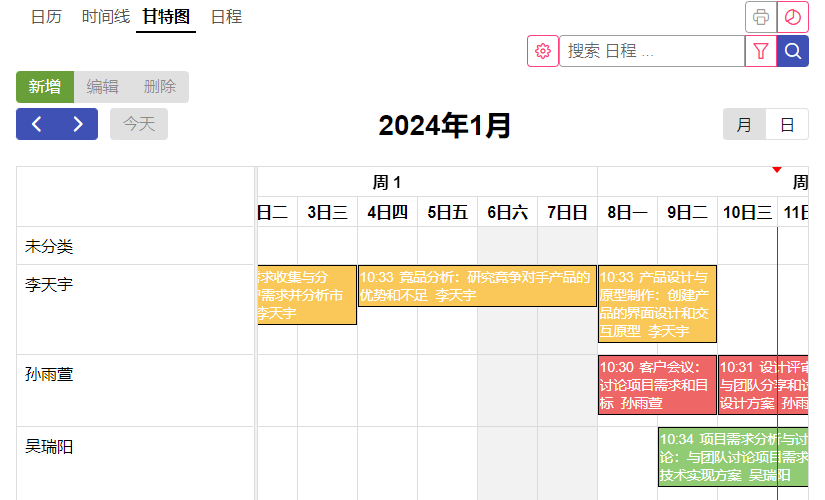 日历 时间线 甘特图 日程
搜索 日程 ...
新增 编辑 删除
今天
2024年1月
月 日
周 1
周
日二 3日三 4日四 5日五 6日六 7日日 8日一 9日二 10日三 11日
未分类
李天宇
求收集与分
户需求并分析市
李天宇
10:33 竞品分析：研究竞争对手产品的
优势和不足 李天宇
10:33 产品设计与
原型制作：创建产
品的界面设计和交
互原型 李天宇
孙雨萱
10:30 客户会议：
讨论项目需求和目
标 孙雨萱
10:31 设计评审
与团队分享和讨
设计方案 孙雨
吴瑞阳
10:34 项目需求分析与讨
论：与团队讨论项目需求
技术实现方案 吴瑞阳